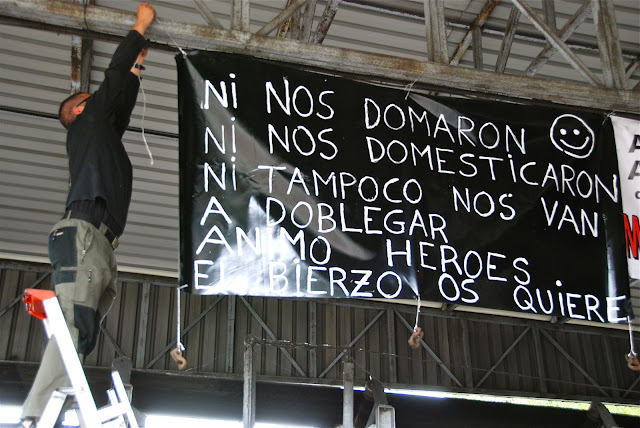 Ni NOS DOMARON
Ni NOS DOMESTICARON
Ni TAMPOCO NOS VAN
A DOBLEGAR
ANIMO HEROES
EL BIERZO OS QUIERE